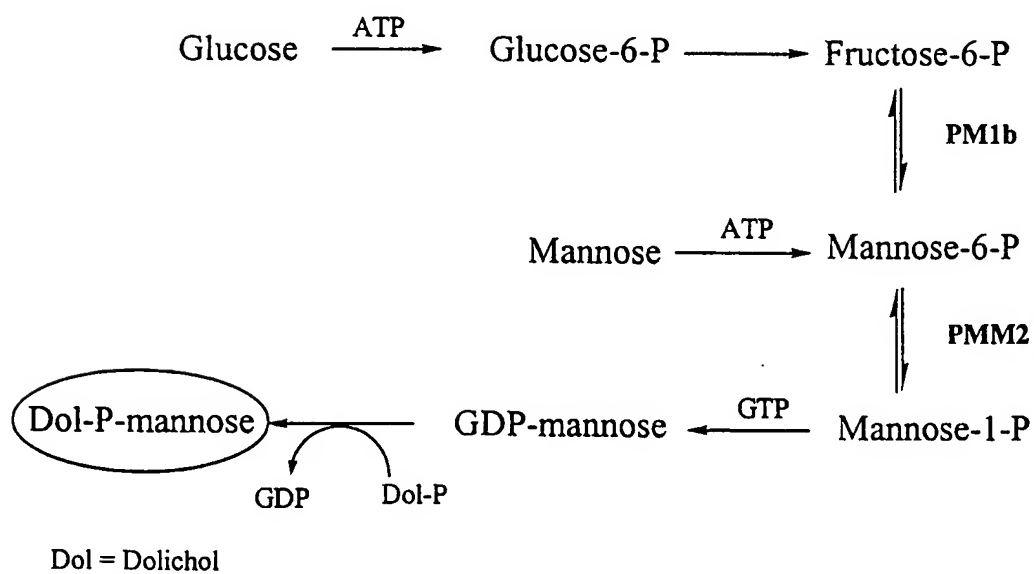 ATP
Glucose Glucose-6-P Fructose-6-P
PM1b
ATP
Mannose Mannose-6-P
PMM2
GTP
Dol-P-mannose GDP-mannose Mannose-1-P
GDP Dol-P
Dol = Dolichol